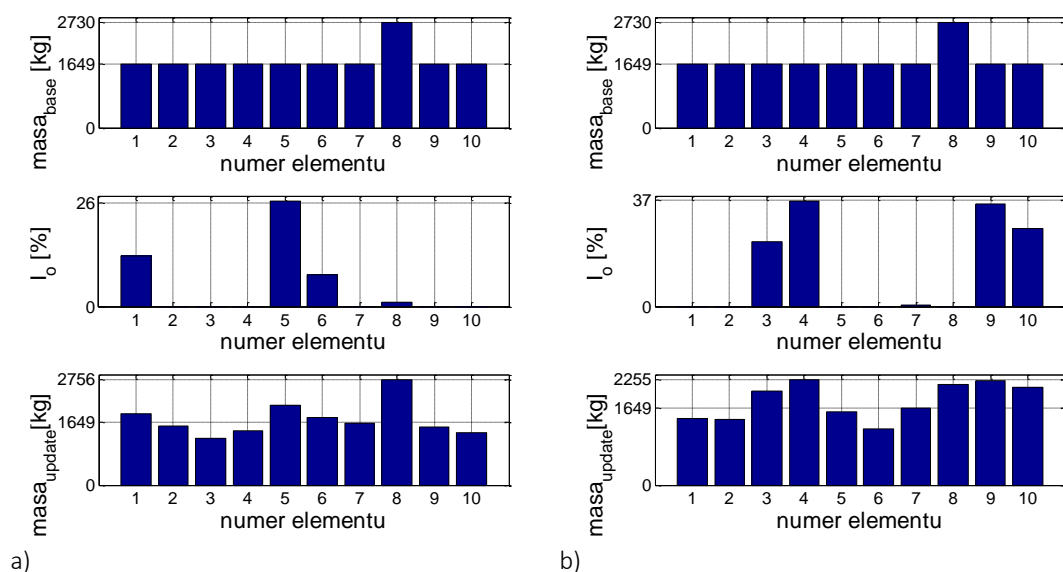 2730
1649
0
masa_base [kg]
1 2 3 4 5 6 7 8 9 10
numer elementu
26
0
I_o [%]
1 2 3 4 5 6 7 8 9 10
numer elementu
2756
1649
0
masa_update[kg]
1 2 3 4 5 6 7 8 9 10
numer elementu
a)
2730
1649
0
masa_base [kg]
1 2 3 4 5 6 7 8 9 10
numer elementu
37
0
I_o [%]
1 2 3 4 5 6 7 8 9 10
numer elementu
2255
1649
0
masa_update[kg]
1 2 3 4 5 6 7 8 9 10
numer elementu
b)